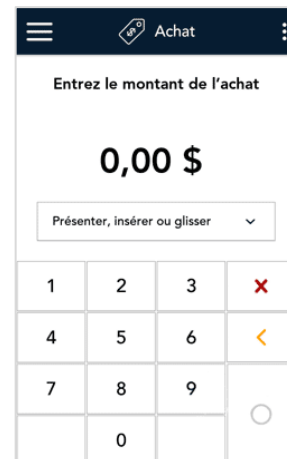 Achat
Entrez le montant de l'achat
0,00 $
Présenter, insérer ou glisser
1 2 3
4 5 6
7 8 9
0